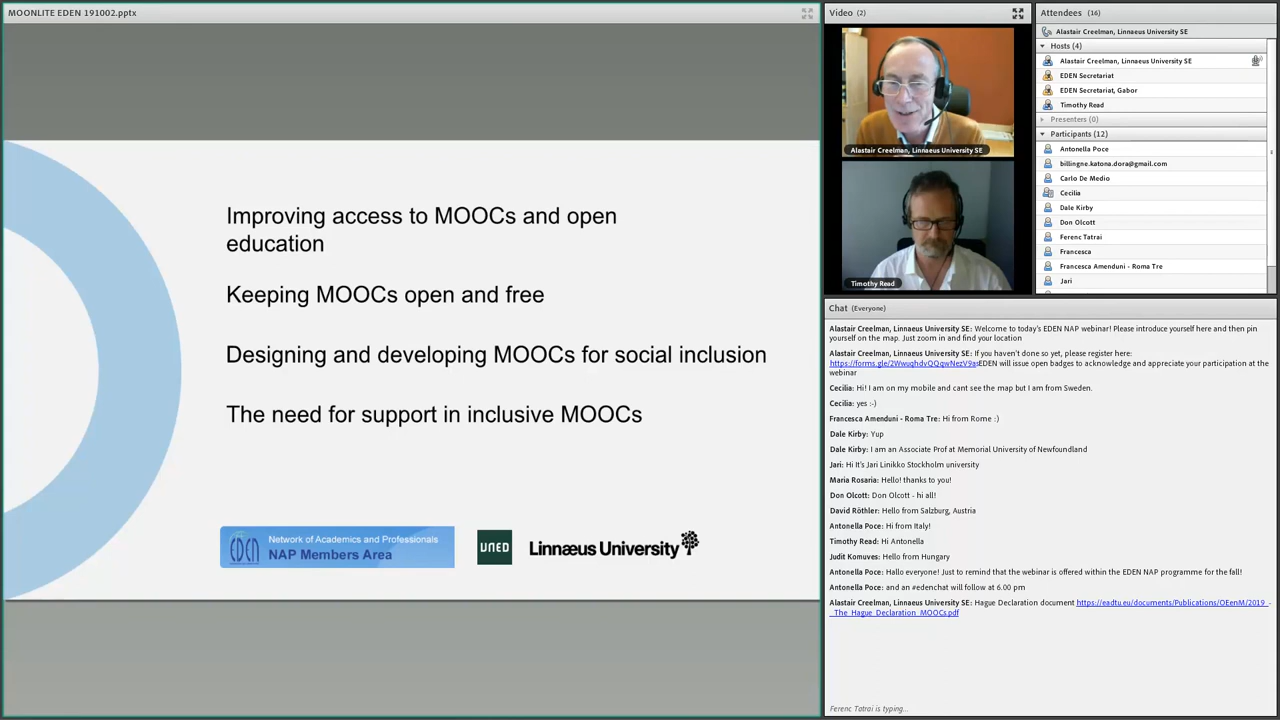 MOONLITE EDEN 191002.pptx
Improving access to MOOCs and open
education
Keeping MOOCs open and free
Designing and developing MOOCs for social inclusion
The need for support in inclusive MOOCs
EDEN
Network of Academics and Professionals
NAP Members Area
UNED
Linnæus University
Video (2)
Alastair Creelman, Linnaeus University SE
Timothy Read
Attendees (16)
Alastair Creelman, Linnaeus University SE
Hosts (4)
Alastair Creelman, Linnaeus University SE
EDEN Secretariat
EDEN Secretariat, Gabor
Timothy Read
Presenters (0)
Participants (12)
Antonella Poce
billingne.katona.dora@gmail.com
Carlo De Medio
Cecilia
Dale Kirby
Don Olcott
Ferenc Tatrai
Francesca
Francesca Amenduni - Roma Tre
Jari
Chat (Everyone)
Alastair Creelman, Linnaeus University SE: Welcome to today's EDEN NAP webinar! Please introduce yourself here and then pin
yourself on the map. Just zoom in and find your location
Alastair Creelman, Linnaeus University SE: If you haven't done so yet, please register here:
https://forms.gle/2WwuqhdvQQqwNezV9asEDEN will issue open badges to acknowledge and appreciate your participation at the
webinar
Cecilia: Hi! I am on my mobile and cant see the map but I am from Sweden.
Cecilia: yes :-)
Francesca Amenduni - Roma Tre: Hi from Rome :)
Dale Kirby: Yup
Dale Kirby: I am an Associate Prof at Memorial University of Newfoundland
Jari: Hi It's Jari Linikko Stockholm university
Maria Rosaria: Hello! thanks to you!
Don Olcott: Don Olcott - hi all!
David Röthler: Hello from Salzburg, Austria
Antonella Poce: Hi from Italy!
Timothy Read: Hi Antonella
Judit Komuves: Hello from Hungary
Antonella Poce: Hallo everyone! Just to remind that the webinar is offered within the EDEN NAP programme for the fall!
Antonella Poce: and an #edenchat will follow at 6.00 pm
Alastair Creelman, Linnaeus University SE: Hague Declaration document https://eadtu.eu/documents/Publications/OEenM/2019_-
_The_Hague_Declaration_MOOCs.pdf
Ferenc Tatrai is typing...